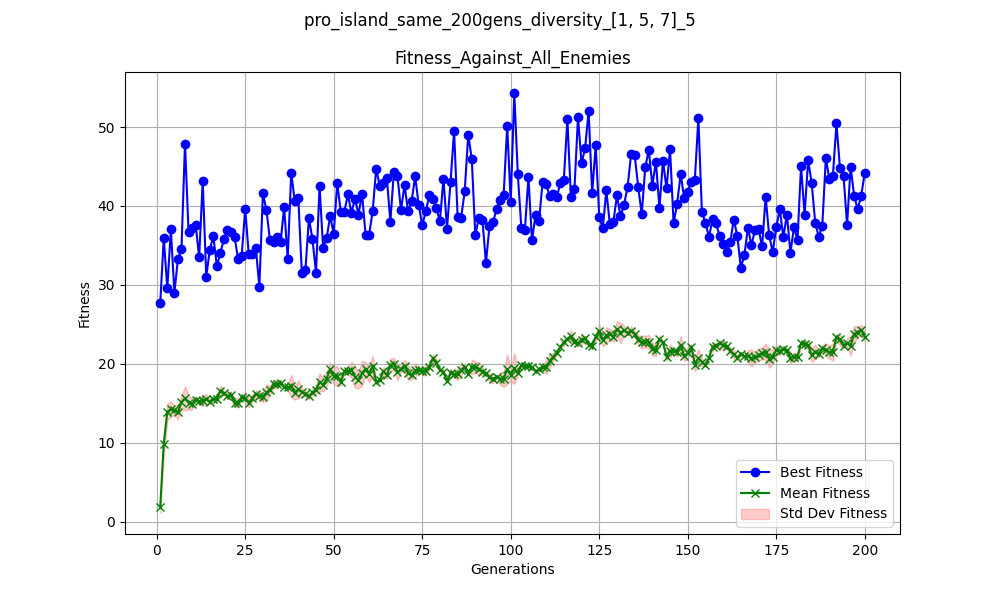 pro_island_same_200gens_diversity_[1, 5, 7]_5
Fitness_Against_All_Enemies
50
40
30
20
10
0
Fitness
0 25 50 75 100 125 150 175 200
Generations
Best Fitness
Mean Fitness
Std Dev Fitness